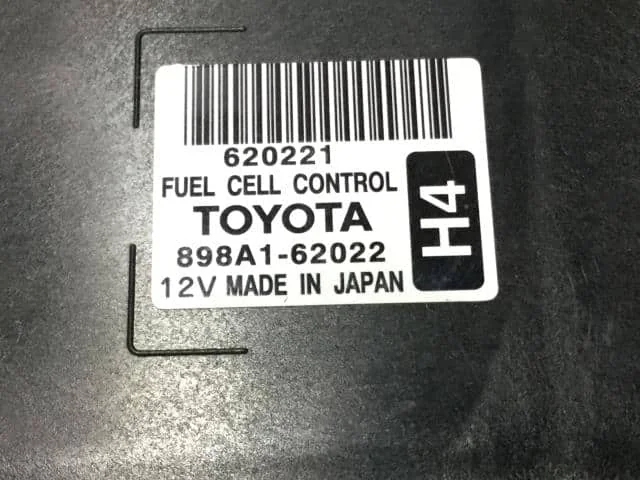 620221
FUEL CELL CONTROL
TOYOTA
898A1-62022
12V MADE IN JAPAN
H4